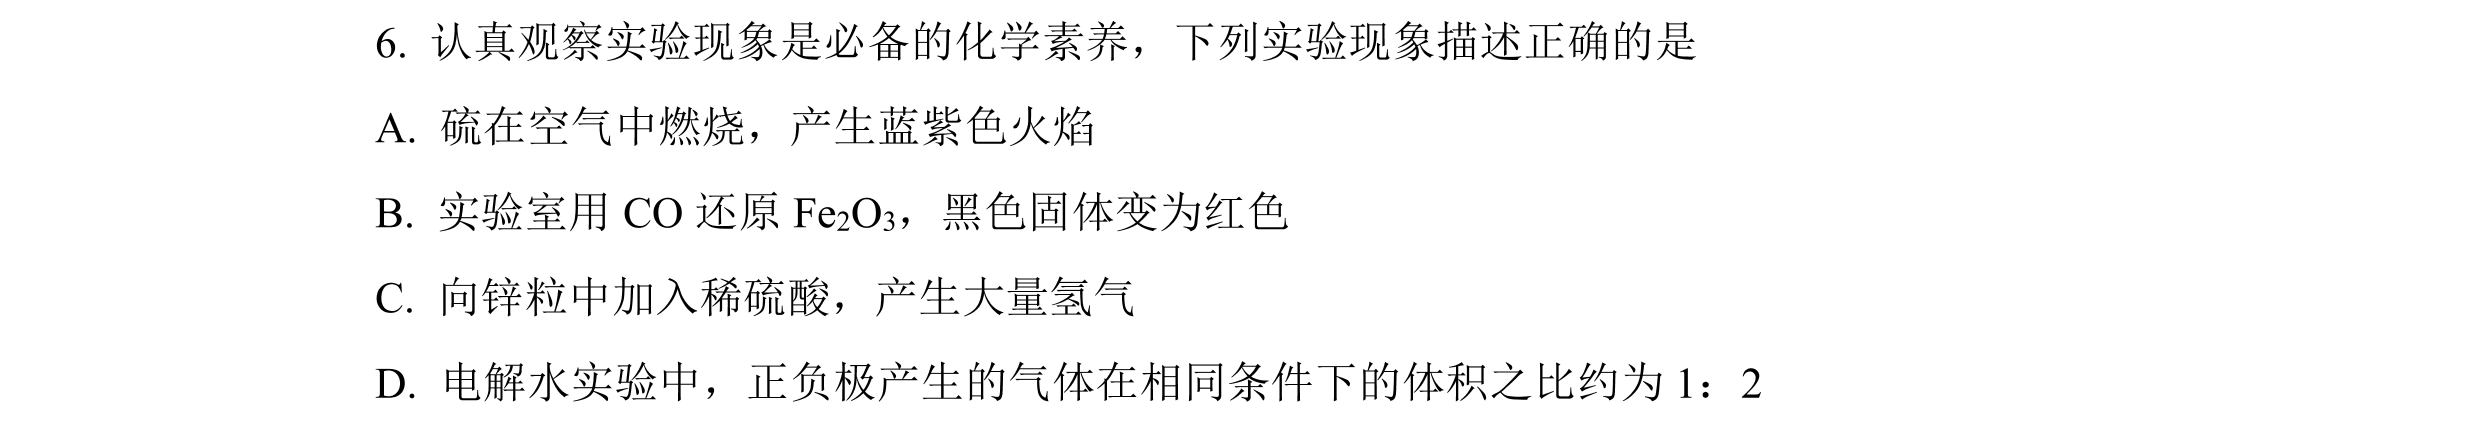 6. 认真观察实验现象是必备的化学素养，下列实验现象描述正确的是
A. 硫在空气中燃烧，产生蓝紫色火焰
B. 实验室用 CO 还原 Fe₂O₃，黑色固体变为红色
C. 向锌粒中加入稀硫酸，产生大量氢气
D. 电解水实验中，正负极产生的气体在相同条件下的体积之比约为 1：2